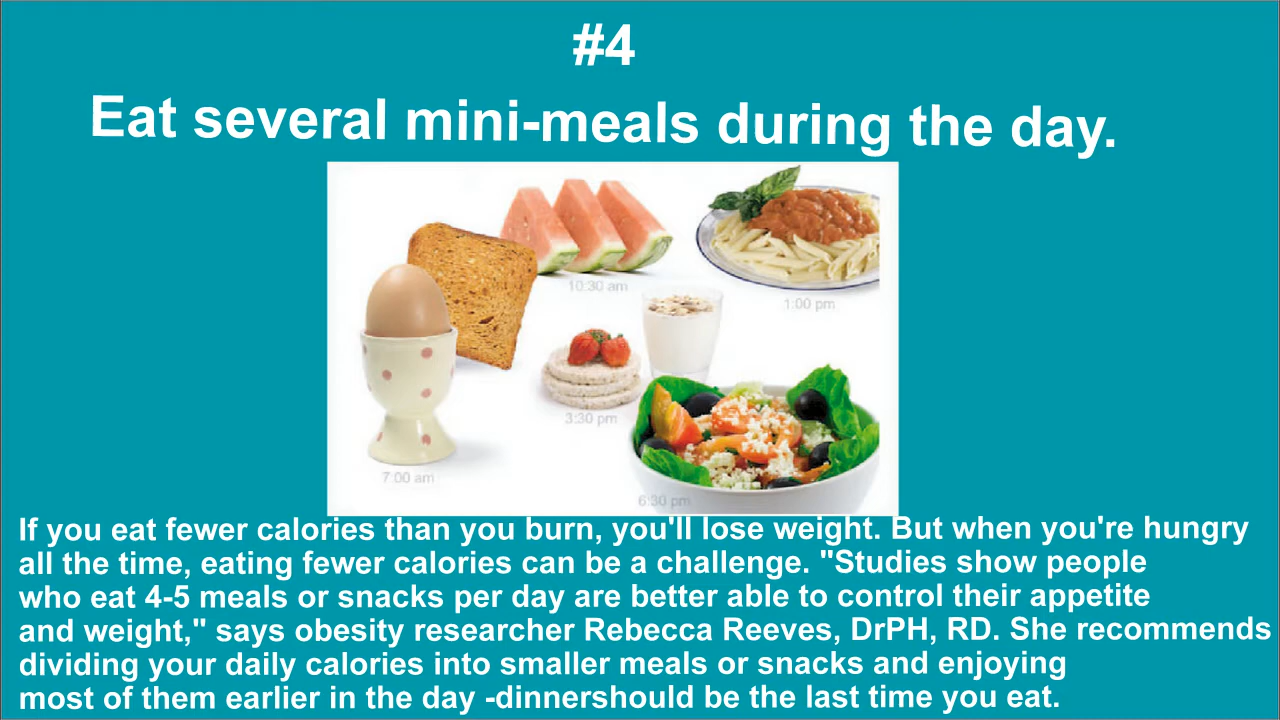 #4
Eat several mini-meals during the day.
10:30 am
1:00 pm
3:30 pm
7:00 am
6:30 pm
If you eat fewer calories than you burn, you'll lose weight. But when you're hungry
all the time, eating fewer calories can be a challenge. "Studies show people
who eat 4-5 meals or snacks per day are better able to control their appetite
and weight," says obesity researcher Rebecca Reeves, DrPH, RD. She recommends
dividing your daily calories into smaller meals or snacks and enjoying
most of them earlier in the day -dinnershould be the last time you eat.